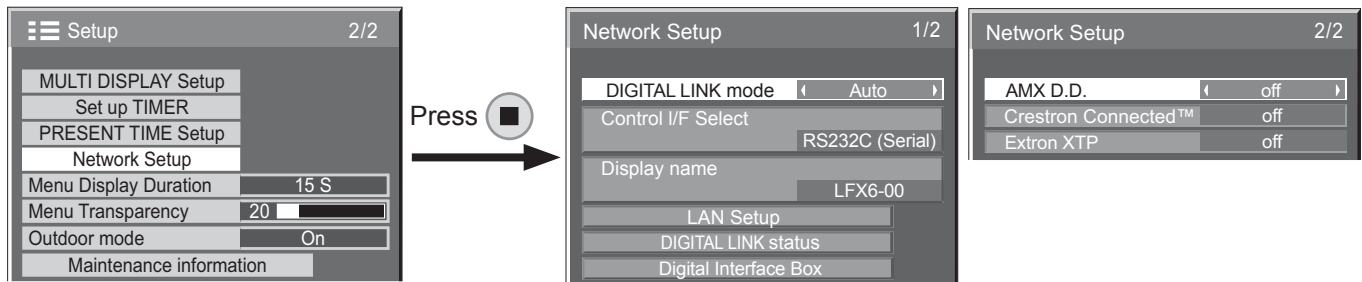 Setup 2/2
MULTI DISPLAY Setup
Set up TIMER
PRESENT TIME Setup
Network Setup
Menu Display Duration 15 S
Menu Transparency 20
Outdoor mode On
Maintenance information
Press
Network Setup 1/2
DIGITAL LINK mode Auto
Control I/F Select
RS232C (Serial)
Display name
LFX6-00
LAN Setup
DIGITAL LINK status
Digital Interface Box
Network Setup 2/2
AMX D.D. off
Crestron Connected™ off
Extron XTP off